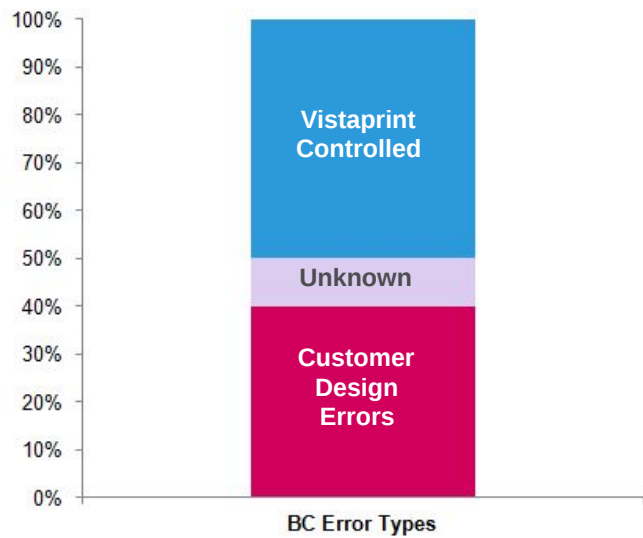 100%
90%
80%
70%
60%
50%
40%
30%
20%
10%
0%
Vistaprint
Controlled
Unknown
Customer
Design
Errors
BC Error Types